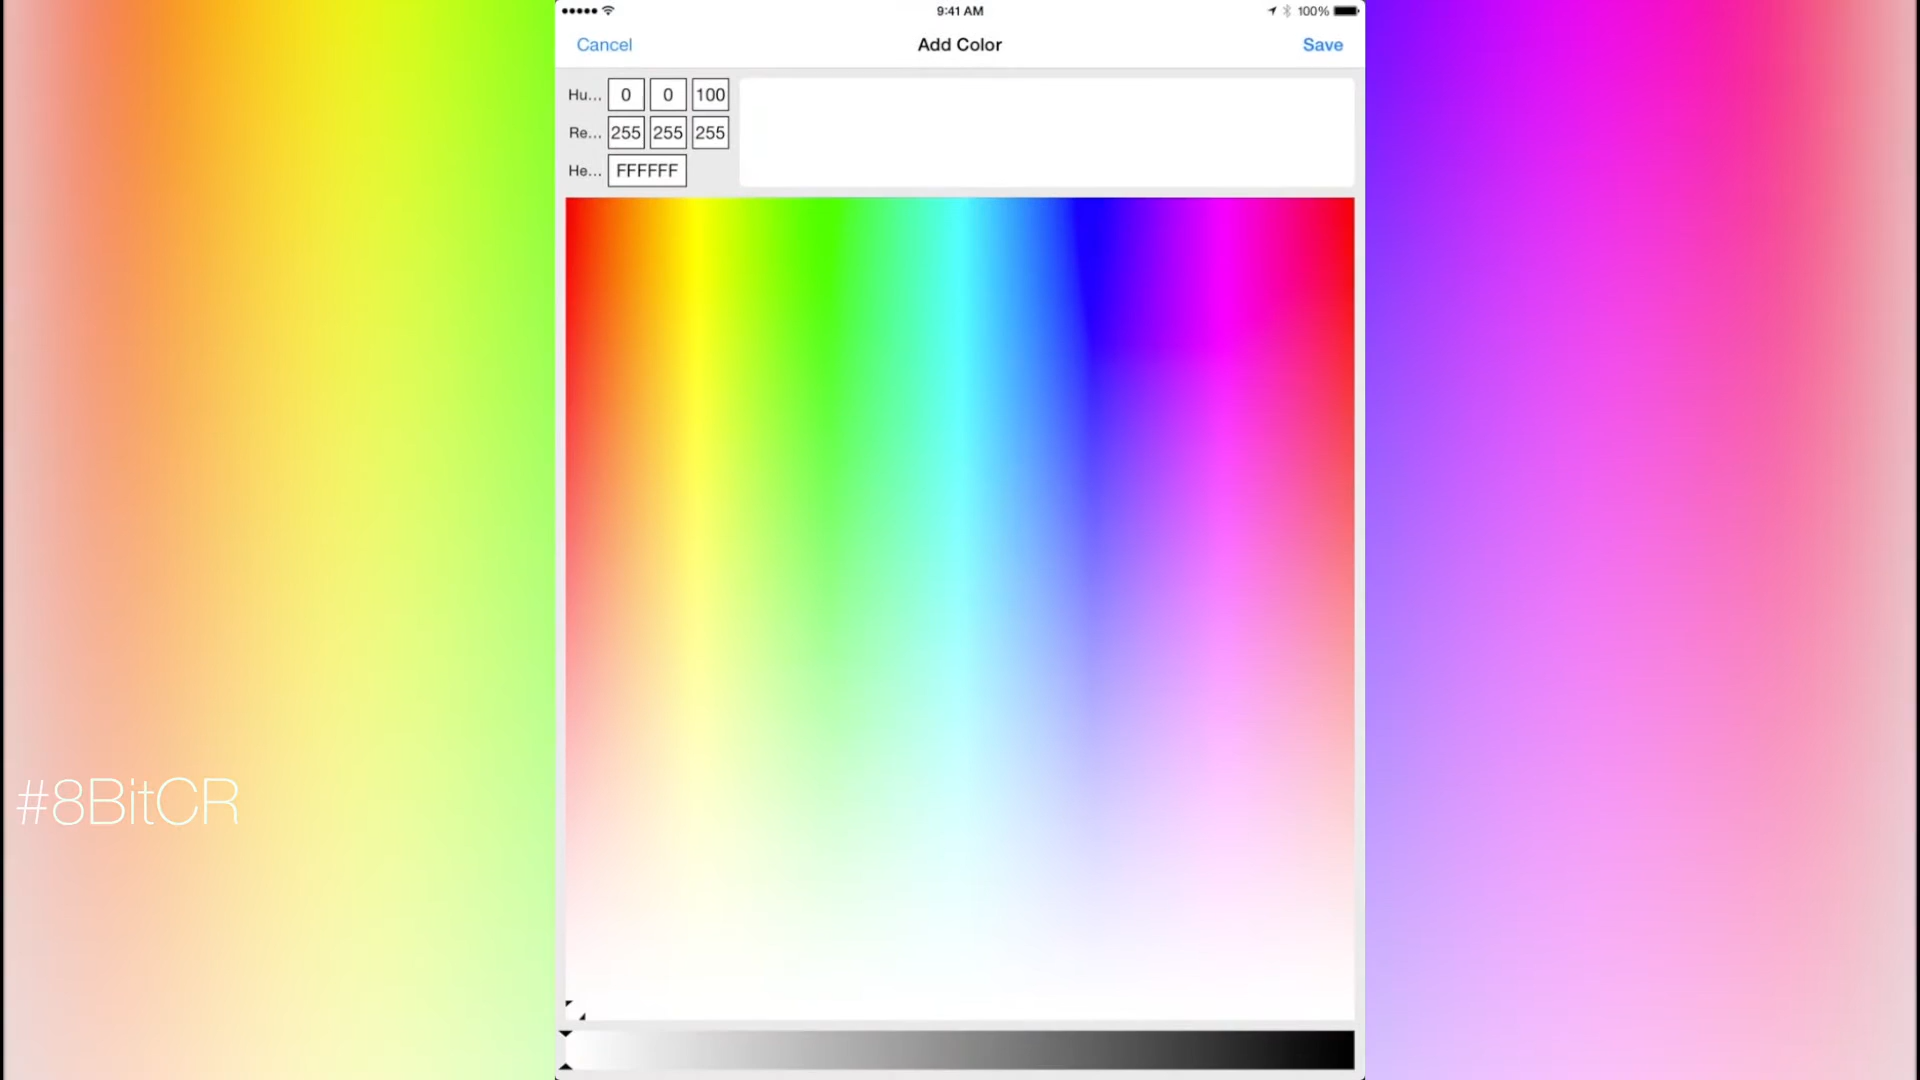 9:41 AM
100%
Cancel
Add Color
Save
Hu... 0 0 100
Re... 255 255 255
He... FFFFFF
#8BitCR